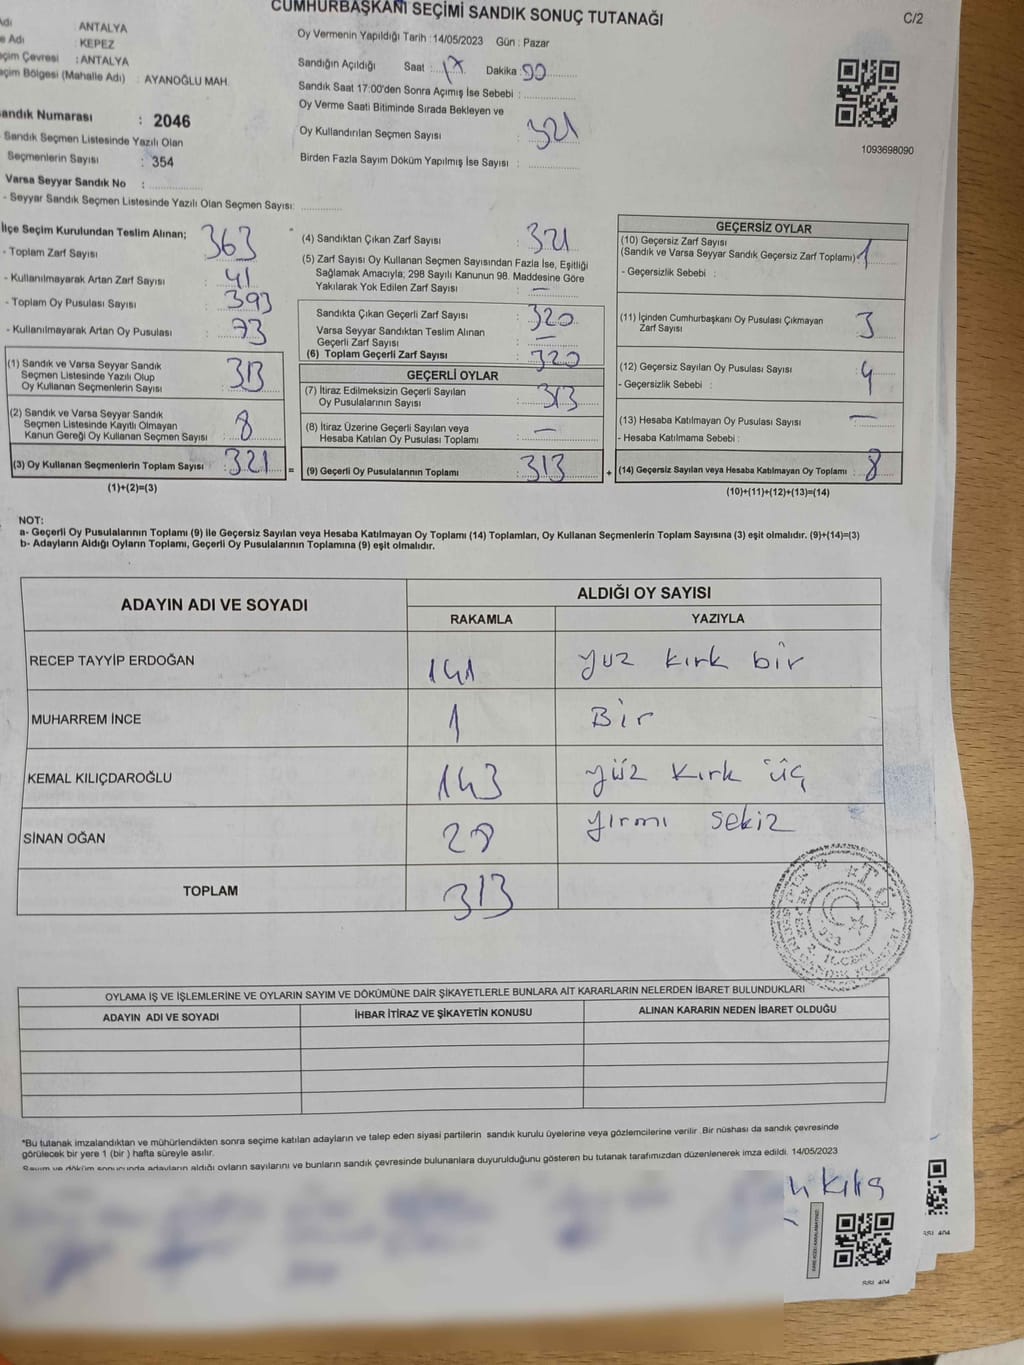 CUMHURBAŞKANI SEÇİMİ SANDIK SONUÇ TUTANAĞI
C/2
Adı ANTALYA
e Adı : KEPEZ
eçim Çevresi : ANTALYA
eçim Bölgesi (Mahalle Adı) : AYANOĞLU MAH.
andık Numarası : 2046
Sandık Seçmen Listesinde Yazılı Olan
Seçmenlerin Sayısı : 354
Varsa Seyyar Sandık No :
- Seyyar Sandık Seçmen Listesinde Yazılı Olan Seçmen Sayısı:
Oy Vermenin Yapıldığı Tarih : 14/05/2023 Gün : Pazar
Sandığın Açıldığı Saat : 17 Dakika : 00
Sandık Saat 17:00'den Sonra Açımış İse Sebebi :
Oy Verme Saati Bitiminde Sırada Bekleyen ve
Oy Kullandırılan Seçmen Sayısı : 321
Birden Fazla Sayım Döküm Yapılmış İse Sayısı :
1093698090
İlçe Seçim Kurulundan Teslim Alınan;
- Toplam Zarf Sayısı : 363
- Kullanılmayarak Artan Zarf Sayısı : 41
- Toplam Oy Pusulası Sayısı : 393
- Kullanılmayarak Artan Oy Pusulası : 73
(1) Sandık ve Varsa Seyyar Sandık
Seçmen Listesinde Yazılı Olup
Oy Kullanan Seçmenlerin Sayısı : 313
(2) Sandık ve Varsa Seyyar Sandık
Seçmen Listesinde Kayıtlı Olmayan
Kanun Gereği Oy Kullanan Seçmen Sayısı : 8
(3) Oy Kullanan Seçmenlerin Toplam Sayısı : 321 =
(1)+(2)=(3)
(4) Sandıktan Çıkan Zarf Sayısı : 321
(5) Zarf Sayısı Oy Kullanan Seçmen Sayısından Fazla İse, Eşitliği
Sağlamak Amacıyla; 298 Sayılı Kanunun 98. Maddesine Göre
Yakılarak Yok Edilen Zarf Sayısı : —
Sandıkta Çıkan Geçerli Zarf Sayısı : 320
Varsa Seyyar Sandıktan Teslim Alınan
Geçerli Zarf Sayısı : —
(6) Toplam Geçerli Zarf Sayısı : 320
GEÇERLİ OYLAR
(7) İtiraz Edilmeksizin Geçerli Sayılan
Oy Pusulalarının Sayısı : 313
(8) İtiraz Üzerine Geçerli Sayılan veya
Hesaba Katılan Oy Pusulası Toplamı : —
(9) Geçerli Oy Pusulalarının Toplamı : 313 +
GEÇERSİZ OYLAR
(10) Geçersiz Zarf Sayısı
(Sandık ve Varsa Seyyar Sandık Geçersiz Zarf Toplamı) 1
- Geçersizlik Sebebi :
(11) İçinden Cumhurbaşkanı Oy Pusulası Çıkmayan
Zarf Sayısı 3
(12) Geçersiz Sayılan Oy Pusulası Sayısı : 4
- Geçersizlik Sebebi :
(13) Hesaba Katılmayan Oy Pusulası Sayısı —
- Hesaba Katılmama Sebebi :
(14) Geçersiz Sayılan veya Hesaba Katılmayan Oy Toplamı : 8
(10)+(11)+(12)+(13)=(14)
NOT:
a- Geçerli Oy Pusulalarının Toplamı (9) ile Geçersiz Sayılan veya Hesaba Katılmayan Oy Toplamı (14) Toplamları, Oy Kullanan Seçmenlerin Toplam Sayısına (3) eşit olmalıdır. (9)+(14)=(3)
b- Adayların Aldığı Oyların Toplamı, Geçerli Oy Pusulalarının Toplamına (9) eşit olmalıdır.
ADAYIN ADI VE SOYADI
ALDIĞI OY SAYISI
RAKAMLA YAZIYLA
RECEP TAYYİP ERDOĞAN 141 yuz kırk bir
MUHARREM İNCE 1 Bir
KEMAL KILIÇDAROĞLU 143 yüz kırk üç
SİNAN OĞAN 28 yırmı sekiz
TOPLAM 313
OYLAMA İŞ VE İŞLEMLERİNE VE OYLARIN SAYIM VE DÖKÜMÜNE DAİR ŞİKAYETLERLE BUNLARA AİT KARARLARIN NELERDEN İBARET BULUNDUKLARI
ADAYIN ADI VE SOYADI İHBAR İTİRAZ VE ŞİKAYETİN KONUSU ALINAN KARARIN NEDEN İBARET OLDUĞU
*Bu tutanak imzalandıktan ve mühürlendikten sonra seçime katılan adayların ve talep eden siyasi partilerin sandık kurulu üyelerine veya gözlemcilerine verilir. Bir nüshası da sandık çevresinde
görülecek bir yere 1 (bir ) hafta süreyle asılır.
Sayım ve döküm sonucunda adayların aldığı oyların sayılarını ve bunların sandık çevresinde bulunanlara duyurulduğunu gösteren bu tutanak tarafımızdan düzenlenerek imza edildi. 14/05/2023